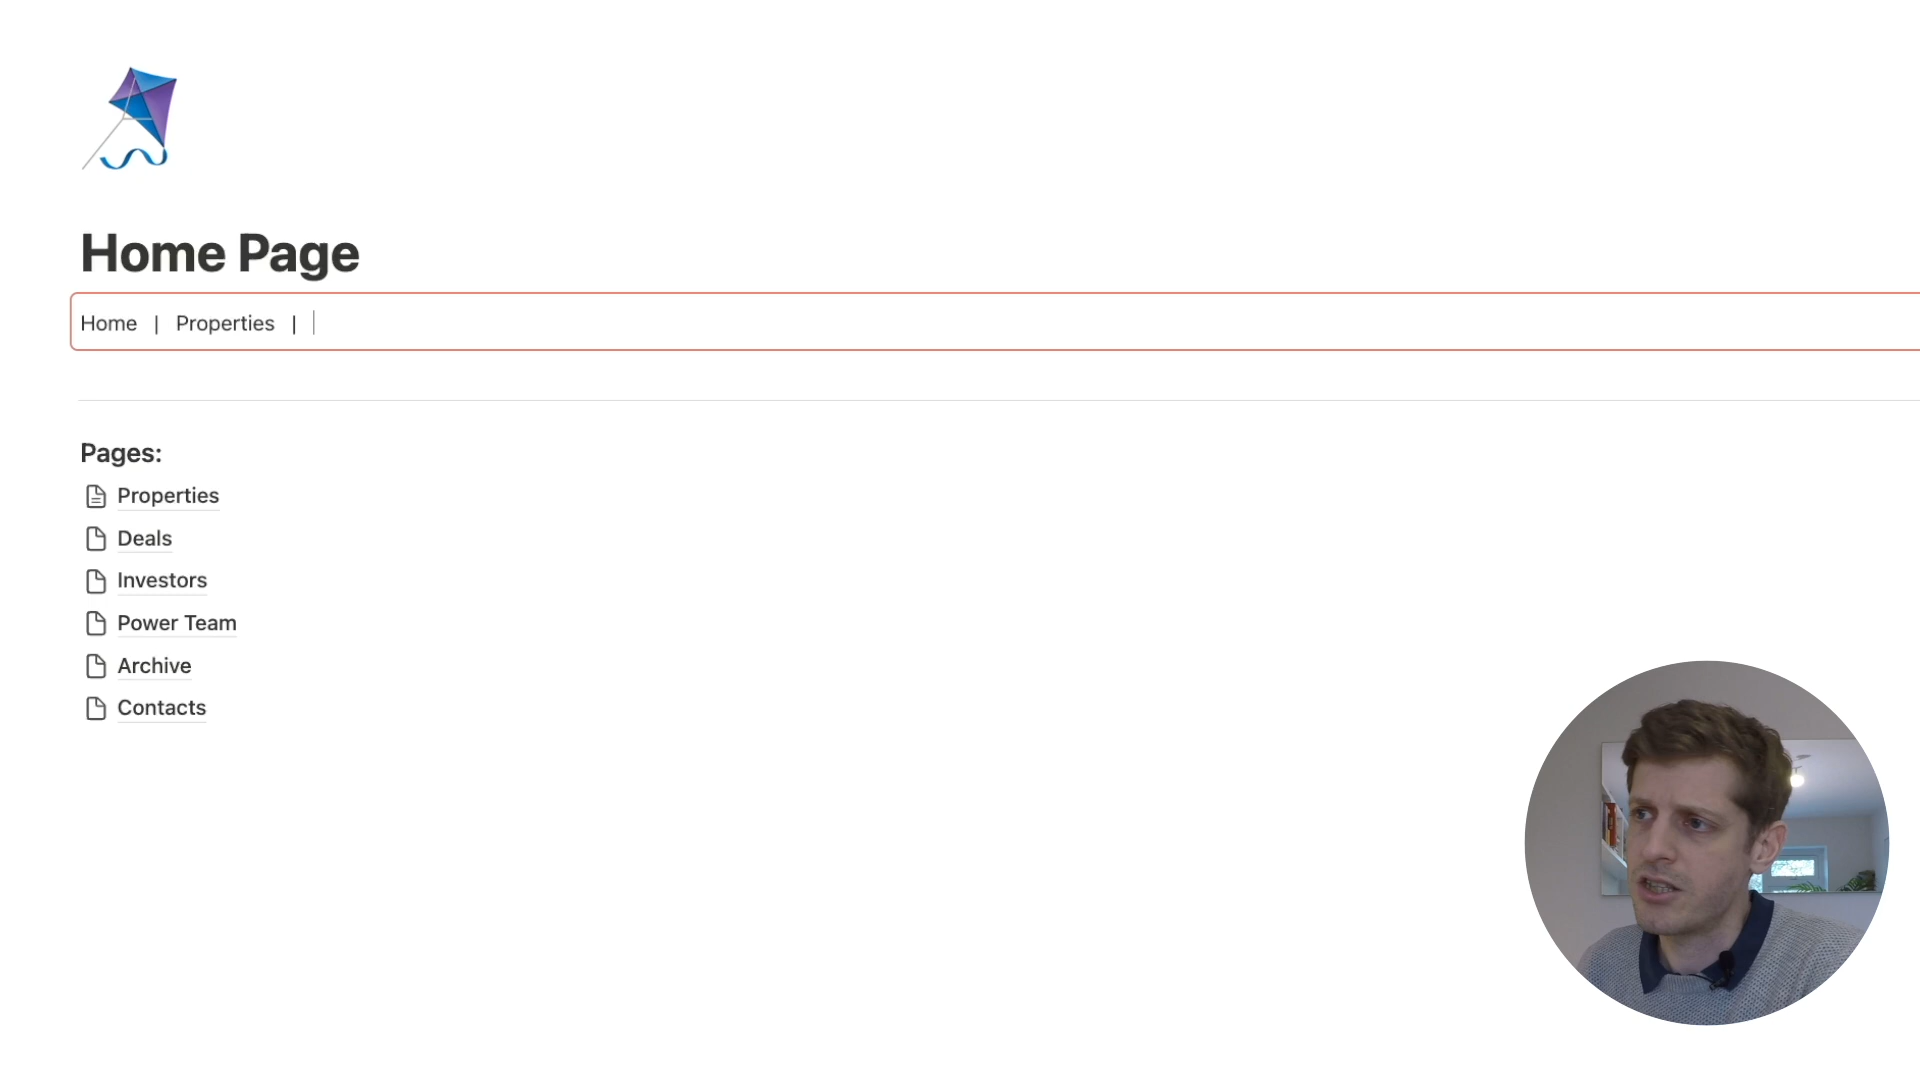 Home Page
Home | Properties |
Pages:
Properties
Deals
Investors
Power Team
Archive
Contacts